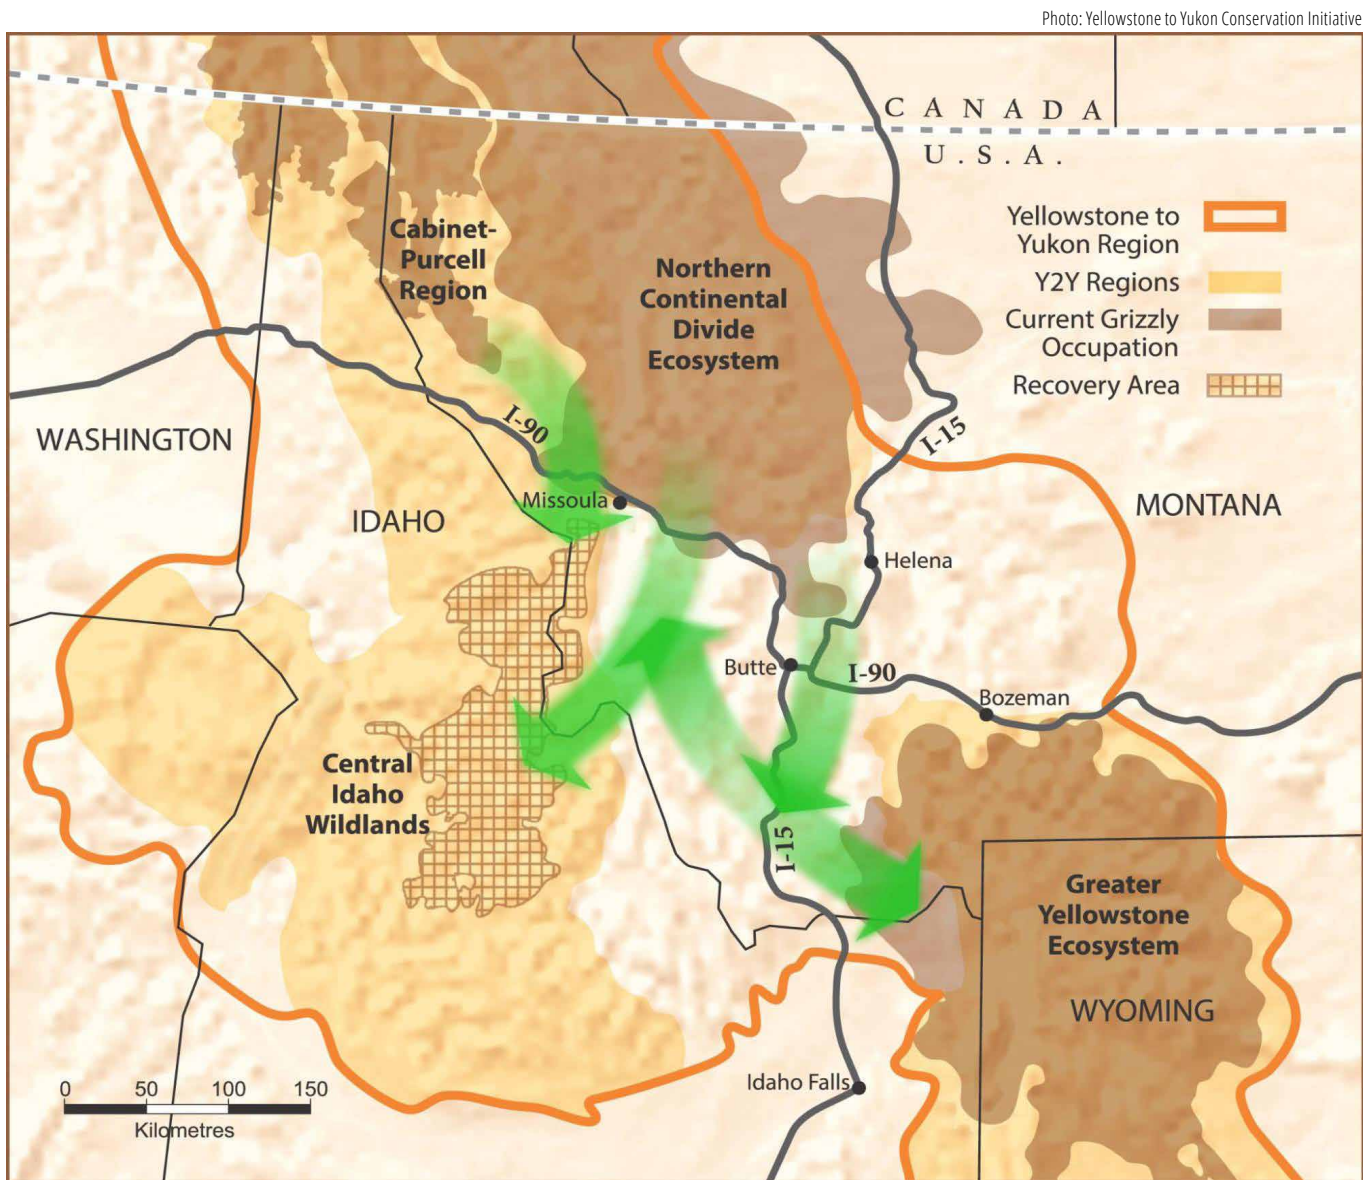 Photo: Yellowstone to Yukon Conservation Initiative
CANADA
U.S.A.
Yellowstone to
Yukon Region
Y2Y Regions
Current Grizzly
Occupation
Recovery Area
Cabinet-
Purcell
Region
Northern
Continental
Divide
Ecosystem
I-90
I-15
WASHINGTON
IDAHO
Missoula
MONTANA
Helena
Butte
I-90
Bozeman
Central
Idaho
Wildlands
I-15
Greater
Yellowstone
Ecosystem
WYOMING
Idaho Falls
0 50 100 150
Kilometres